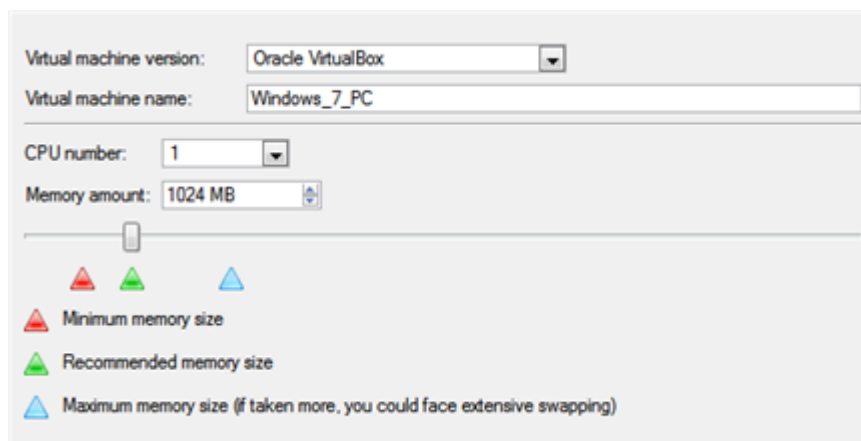 Virtual machine version: Oracle VirtualBox
Virtual machine name: Windows_7_PC
CPU number: 1
Memory amount: 1024 MB
Minimum memory size
Recommended memory size
Maximum memory size (if taken more, you could face extensive swapping)